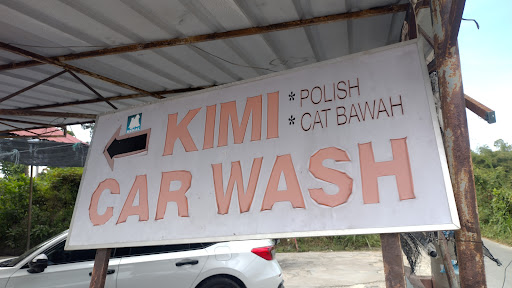 KIMI
* POLISH
* CAT BAWAH
CAR WASH